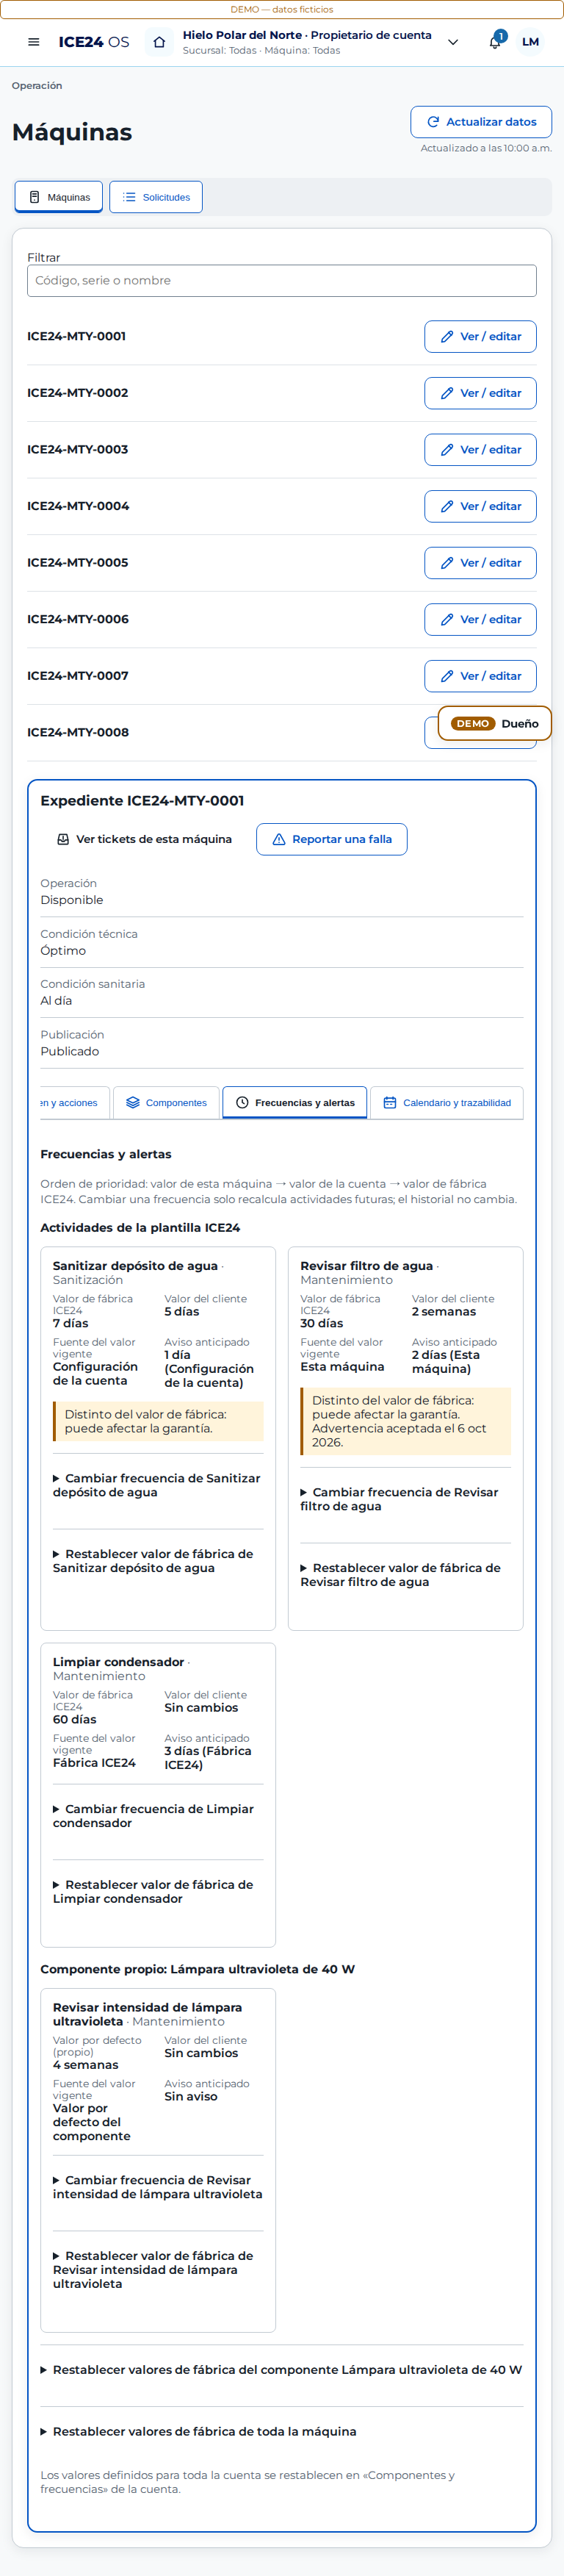 DEMO — datos ficticios
ICE24 OS
Hielo Polar del Norte · Propietario de cuenta
Sucursal: Todas · Máquina: Todas
1
LM
Operación
Máquinas
Actualizar datos
Actualizado a las 10:00 a.m.
Máquinas
Solicitudes
Filtrar
Código, serie o nombre
ICE24-MTY-0001
Ver / editar
ICE24-MTY-0002
Ver / editar
ICE24-MTY-0003
Ver / editar
ICE24-MTY-0004
Ver / editar
ICE24-MTY-0005
Ver / editar
ICE24-MTY-0006
Ver / editar
ICE24-MTY-0007
Ver / editar
ICE24-MTY-0008
DEMO Dueño
Expediente ICE24-MTY-0001
Ver tickets de esta máquina
Reportar una falla
Operación
Disponible
Condición técnica
Óptimo
Condición sanitaria
Al día
Publicación
Publicado
en y acciones
Componentes
Frecuencias y alertas
Calendario y trazabilidad
Frecuencias y alertas
Orden de prioridad: valor de esta máquina → valor de la cuenta → valor de fábrica
ICE24. Cambiar una frecuencia solo recalcula actividades futuras; el historial no cambia.
Actividades de la plantilla ICE24
Sanitizar depósito de agua ·
Sanitización
Valor de fábrica
ICE24
7 días
Valor del cliente
5 días
Fuente del valor
vigente
Configuración
de la cuenta
Aviso anticipado
1 día
(Configuración
de la cuenta)
Distinto del valor de fábrica:
puede afectar la garantía.
Cambiar frecuencia de Sanitizar
depósito de agua
Restablecer valor de fábrica de
Sanitizar depósito de agua
Revisar filtro de agua ·
Mantenimiento
Valor de fábrica
ICE24
30 días
Valor del cliente
2 semanas
Fuente del valor
vigente
Esta máquina
Aviso anticipado
2 días (Esta
máquina)
Distinto del valor de fábrica:
puede afectar la garantía.
Advertencia aceptada el 6 oct
2026.
Cambiar frecuencia de Revisar
filtro de agua
Restablecer valor de fábrica de
Revisar filtro de agua
Limpiar condensador ·
Mantenimiento
Valor de fábrica
ICE24
60 días
Valor del cliente
Sin cambios
Fuente del valor
vigente
Fábrica ICE24
Aviso anticipado
3 días (Fábrica
ICE24)
Cambiar frecuencia de Limpiar
condensador
Restablecer valor de fábrica de
Limpiar condensador
Componente propio: Lámpara ultravioleta de 40 W
Revisar intensidad de lámpara
ultravioleta · Mantenimiento
Valor por defecto
(propio)
4 semanas
Valor del cliente
Sin cambios
Fuente del valor
vigente
Valor por
defecto del
componente
Aviso anticipado
Sin aviso
Cambiar frecuencia de Revisar
intensidad de lámpara ultravioleta
Restablecer valor de fábrica de
Revisar intensidad de lámpara
ultravioleta
Restablecer valores de fábrica del componente Lámpara ultravioleta de 40 W
Restablecer valores de fábrica de toda la máquina
Los valores definidos para toda la cuenta se restablecen en «Componentes y
frecuencias» de la cuenta.